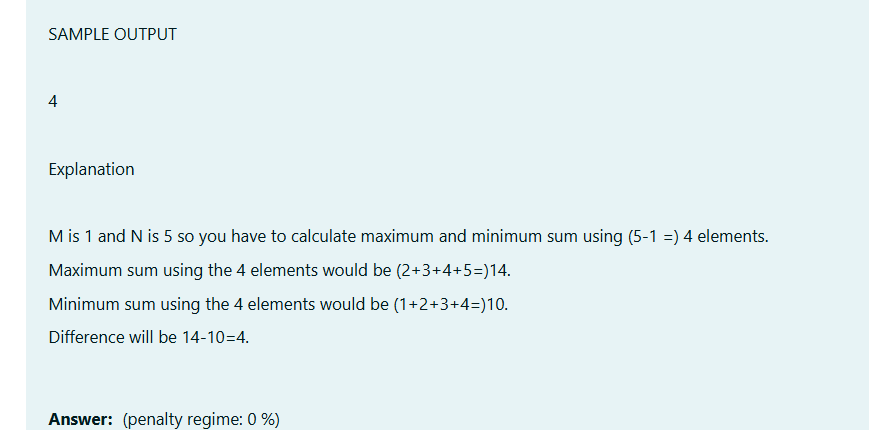 SAMPLE OUTPUT
4
Explanation
M is 1 and N is 5 so you have to calculate maximum and minimum sum using (5-1 =) 4 elements.
Maximum sum using the 4 elements would be (2+3+4+5=)14.
Minimum sum using the 4 elements would be (1+2+3+4=)10.
Difference will be 14-10=4.
Answer: (penalty regime: 0 %)